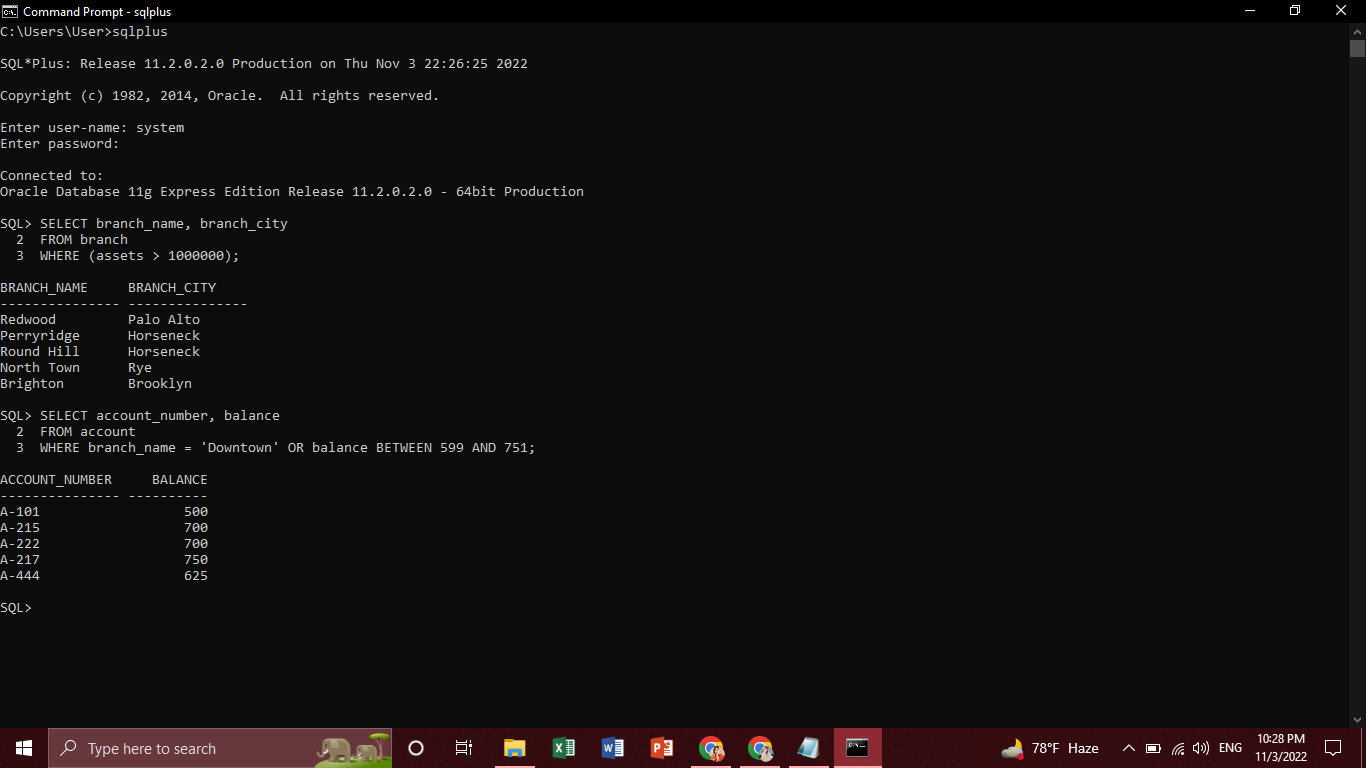 Command Prompt - sqlplus
C:\Users\User>sqlplus
SQL*Plus: Release 11.2.0.2.0 Production on Thu Nov 3 22:26:25 2022
Copyright (c) 1982, 2014, Oracle.  All rights reserved.
Enter user-name: system
Enter password:
Connected to:
Oracle Database 11g Express Edition Release 11.2.0.2.0 - 64bit Production
SQL> SELECT branch_name, branch_city
  2  FROM branch
  3  WHERE (assets > 1000000);
BRANCH_NAME     BRANCH_CITY
--------------- ---------------
Redwood         Palo Alto
Perryridge      Horseneck
Round Hill      Horseneck
North Town      Rye
Brighton        Brooklyn
SQL> SELECT account_number, balance
  2  FROM account
  3  WHERE branch_name = 'Downtown' OR balance BETWEEN 599 AND 751;
ACCOUNT_NUMBER     BALANCE
--------------- ----------
A-101                  500
A-215                  700
A-222                  700
A-217                  750
A-444                  625
SQL>
Type here to search
78°F Haze
ENG
10:28 PM
11/3/2022